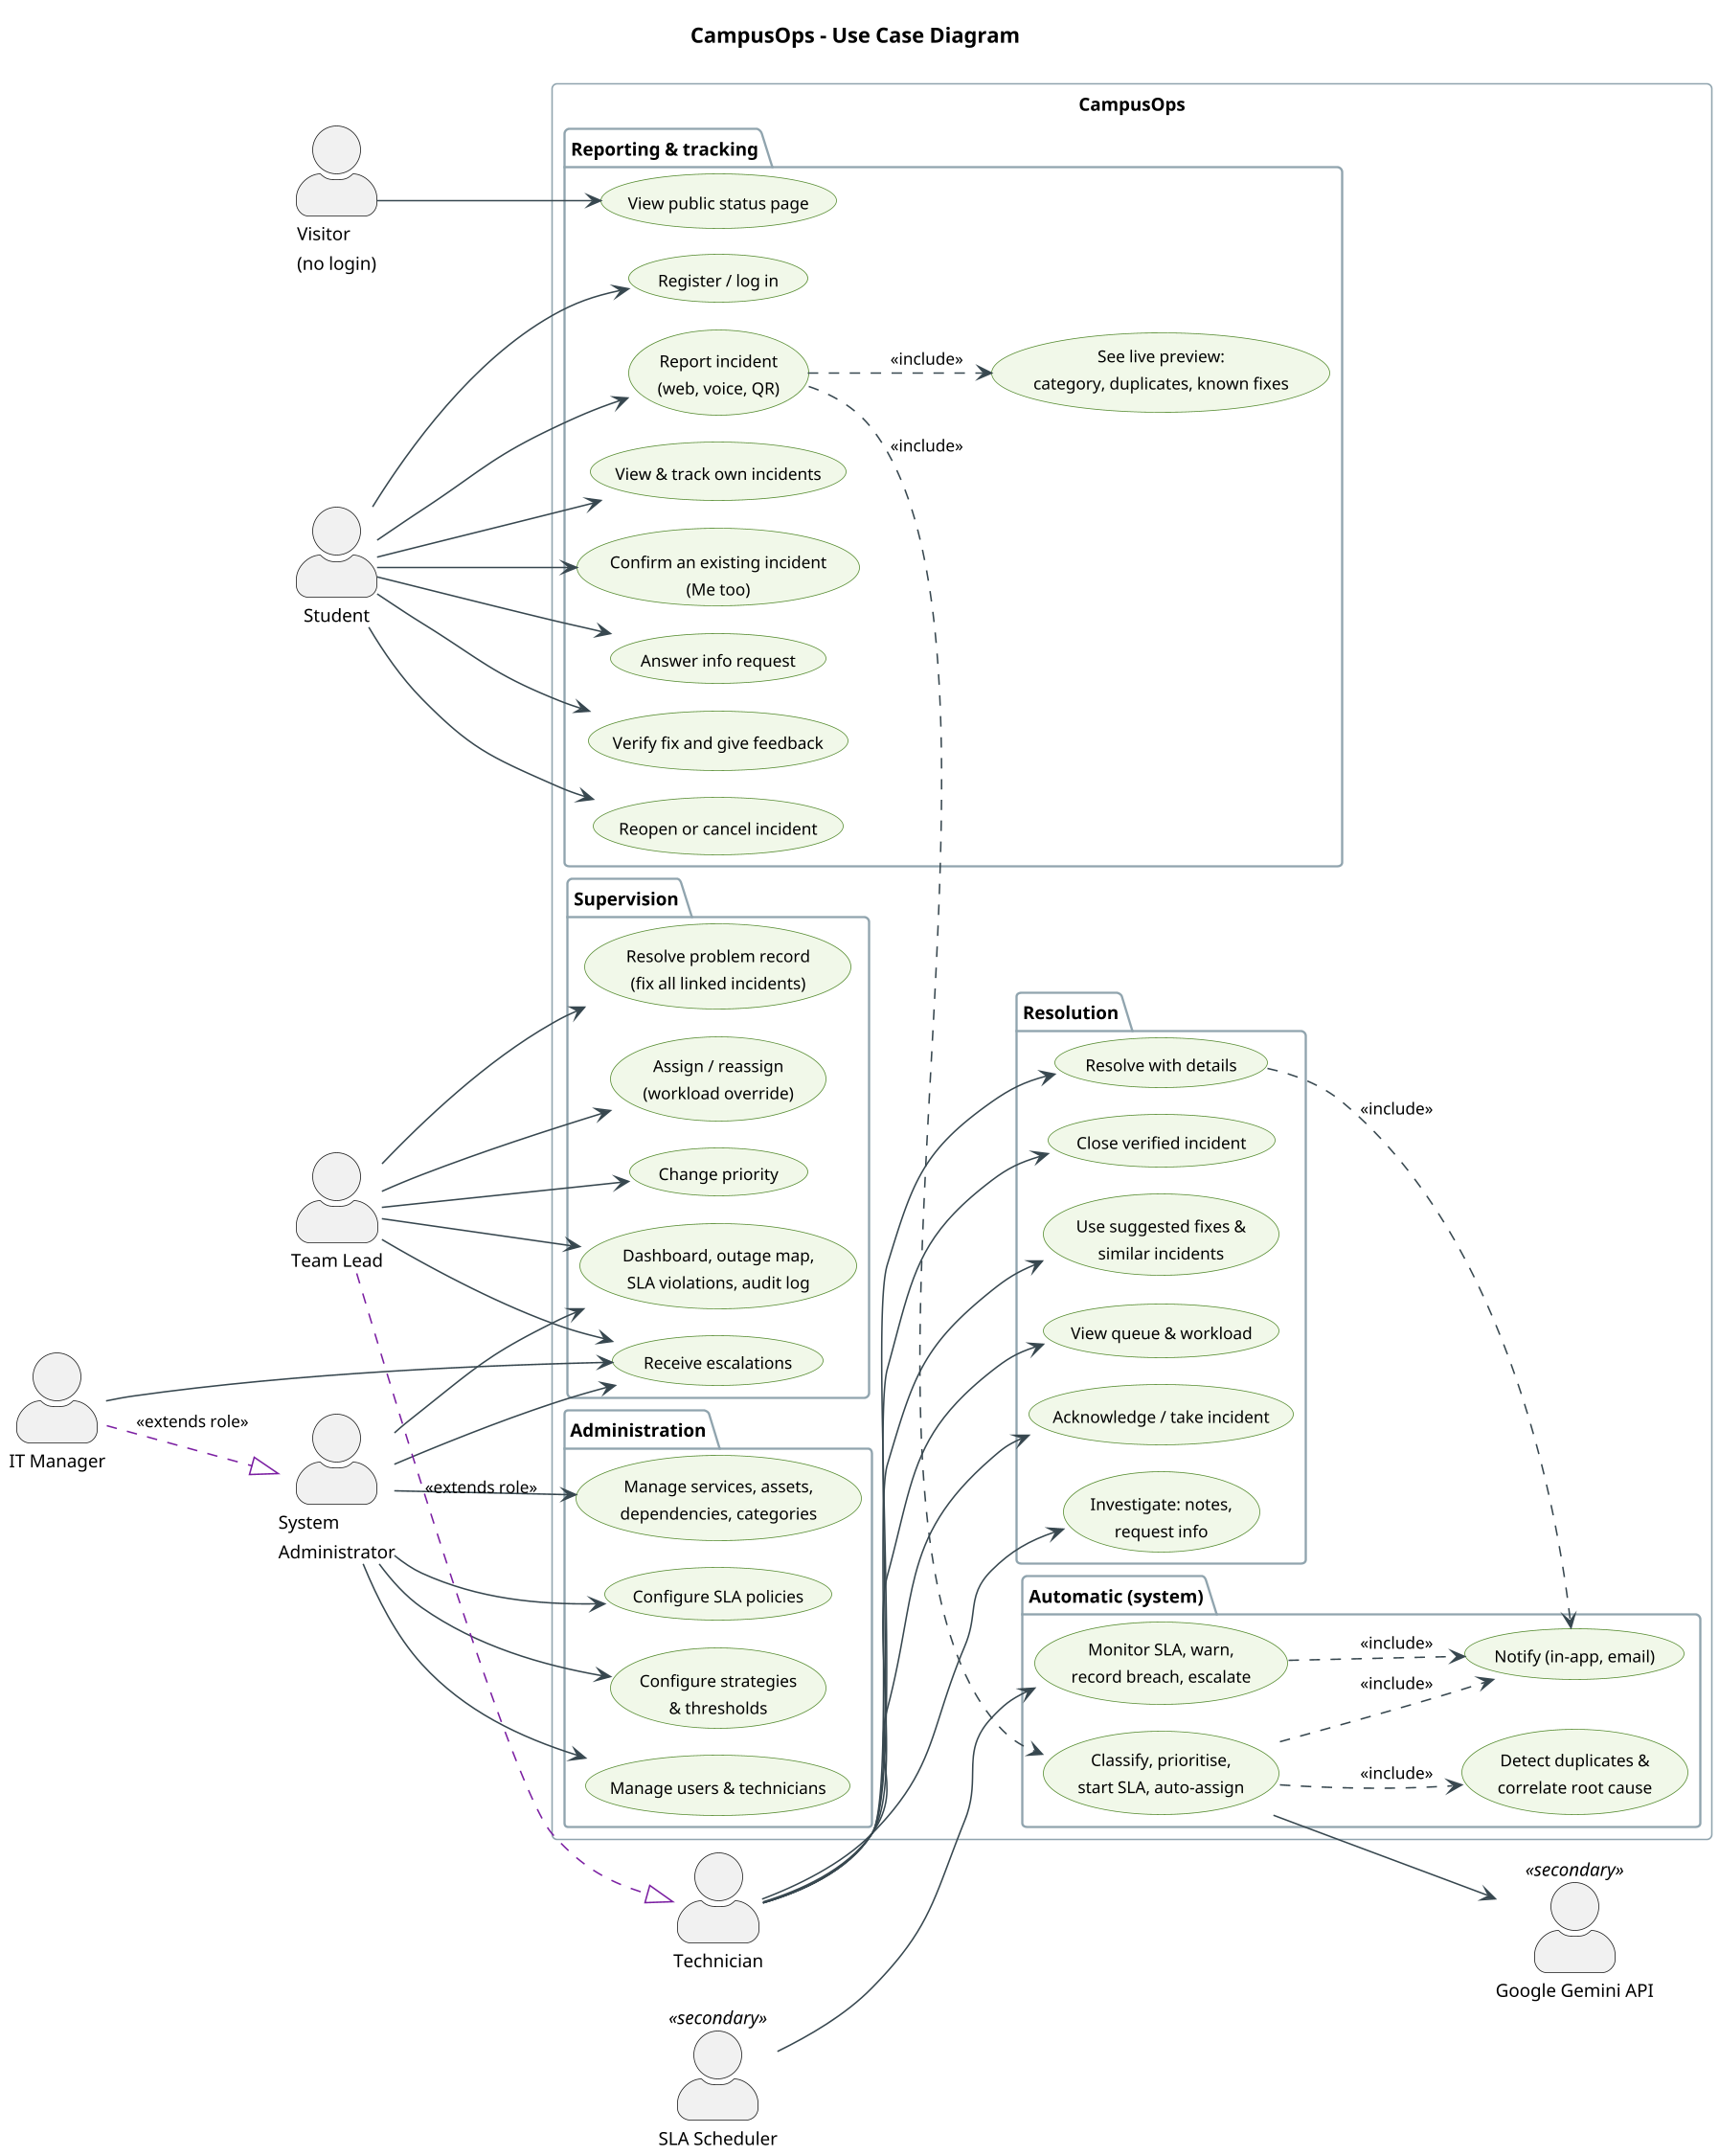 CampusOps - Use Case Diagram
CampusOps
Reporting & tracking
View public status page
Visitor
(no login)
Register / log in
Report incident
(web, voice, QR)
«include»
See live preview:
category, duplicates, known fixes
«include»
View & track own incidents
Confirm an existing incident
(Me too)
Student
Answer info request
Verify fix and give feedback
Reopen or cancel incident
Supervision
Resolve problem record
(fix all linked incidents)
Assign / reassign
(workload override)
Change priority
Team Lead
Dashboard, outage map,
SLA violations, audit log
Receive escalations
Resolution
Resolve with details
«include»
Close verified incident
Use suggested fixes &
similar incidents
View queue & workload
Acknowledge / take incident
Investigate: notes,
request info
IT Manager
«extends role»
System
Administrator
«extends role»
Administration
Manage services, assets,
dependencies, categories
Configure SLA policies
Configure strategies
& thresholds
Manage users & technicians
Automatic (system)
Monitor SLA, warn,
record breach, escalate
«include»
Notify (in-app, email)
«include»
Classify, prioritise,
start SLA, auto-assign
«include»
Detect duplicates &
correlate root cause
Technician
«secondary»
Google Gemini API
«secondary»
SLA Scheduler